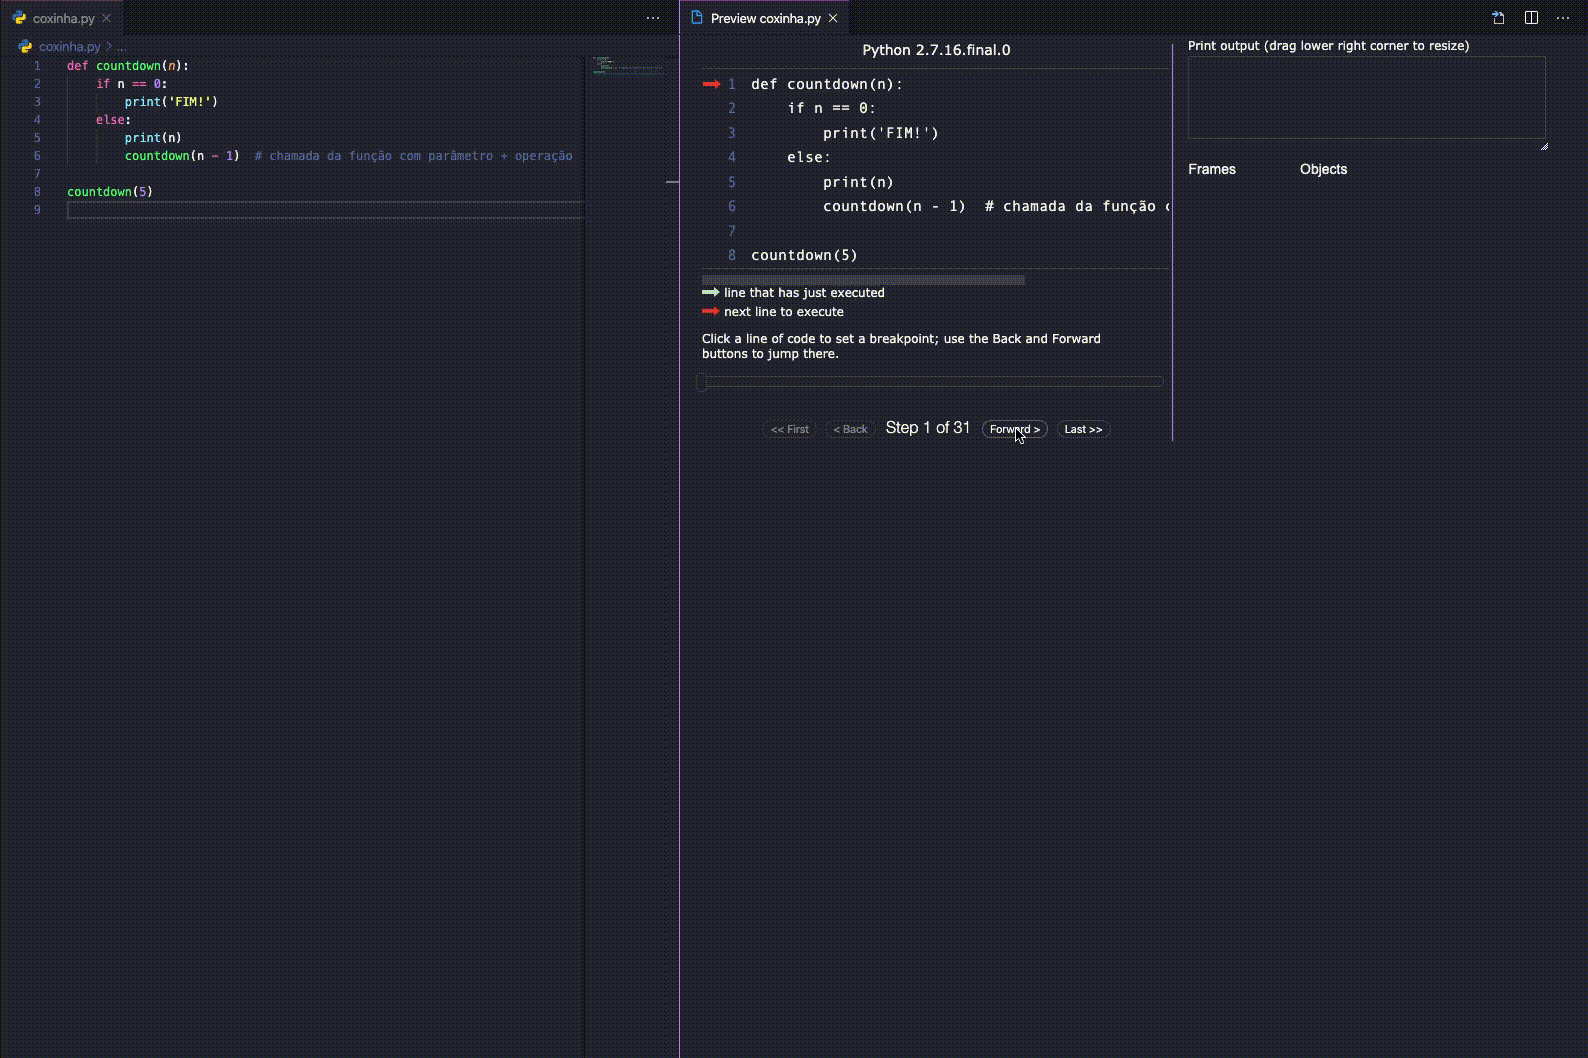 coxinha.py
coxinha.py > ...
1 def countdown(n):
2     if n == 0:
3         print('FIM!')
4     else:
5         print(n)
6         countdown(n - 1)  # chamada da função com parâmetro + operação
7
8 countdown(5)
9
Preview coxinha.py
Python 2.7.16.final.0
1 def countdown(n):
2     if n == 0:
3         print('FIM!')
4     else:
5         print(n)
6         countdown(n - 1)  # chamada da função
7
8 countdown(5)
line that has just executed
next line to execute
Click a line of code to set a breakpoint; use the Back and Forward
buttons to jump there.
<< First < Back Step 1 of 31 Forward > Last >>
Print output (drag lower right corner to resize)
Frames Objects